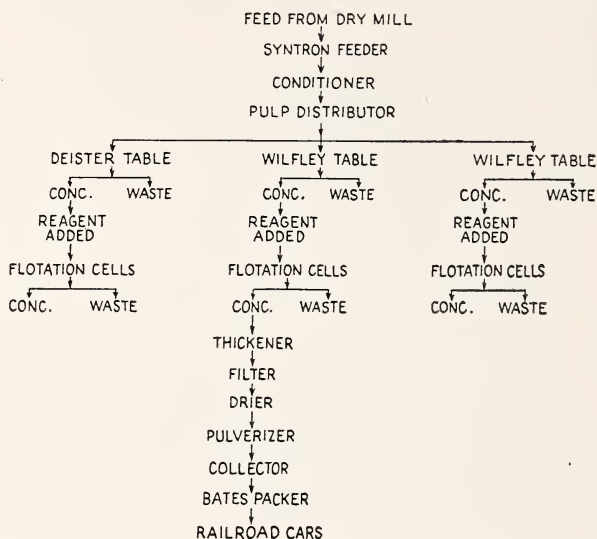 FEED FROM DRY MILL
SYNTRON FEEDER
CONDITIONER
PULP DISTRIBUTOR
DEISTER TABLE WILFLEY TABLE WILFLEY TABLE
CONC. WASTE CONC. WASTE CONC. WASTE
REAGENT ADDED REAGENT ADDED REAGENT ADDED
FLOTATION CELLS FLOTATION CELLS FLOTATION CELLS
CONC. WASTE CONC. WASTE CONC. WASTE
THICKENER
FILTER
DRIER
PULVERIZER
COLLECTOR
BATES PACKER
RAILROAD CARS